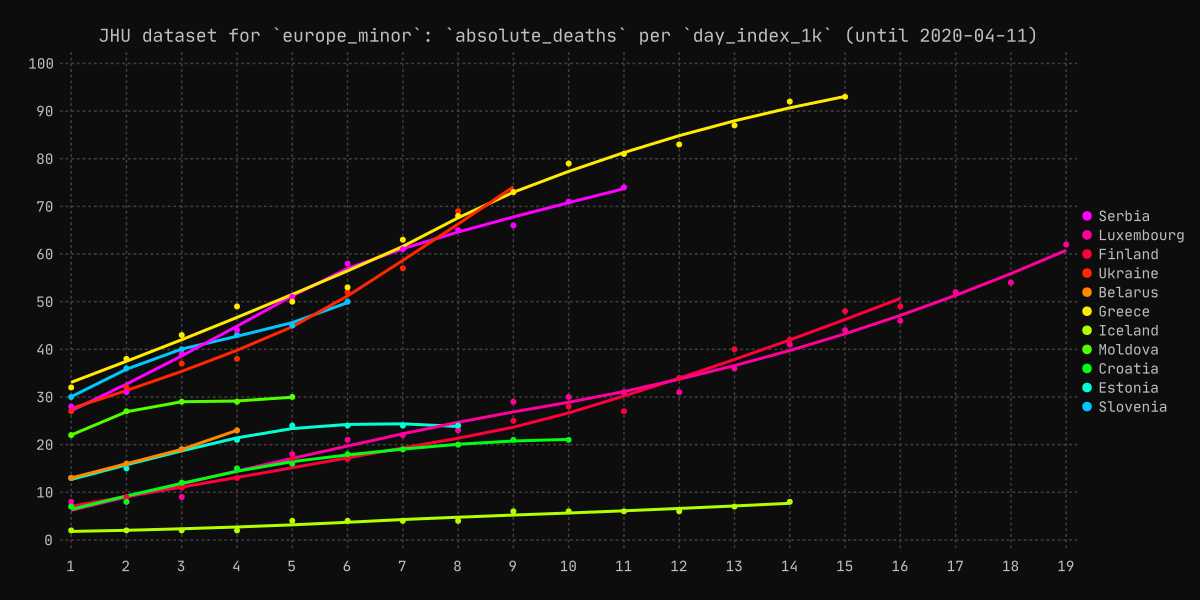 JHU dataset for `europe_minor`: `absolute_deaths` per `day_index_1k` (until 2020-04-11)
100
90
80
70
60
50
40
30
20
10
0
1 2 3 4 5 6 7 8 9 10 11 12 13 14 15 16 17 18 19
Serbia
Luxembourg
Finland
Ukraine
Belarus
Greece
Iceland
Moldova
Croatia
Estonia
Slovenia